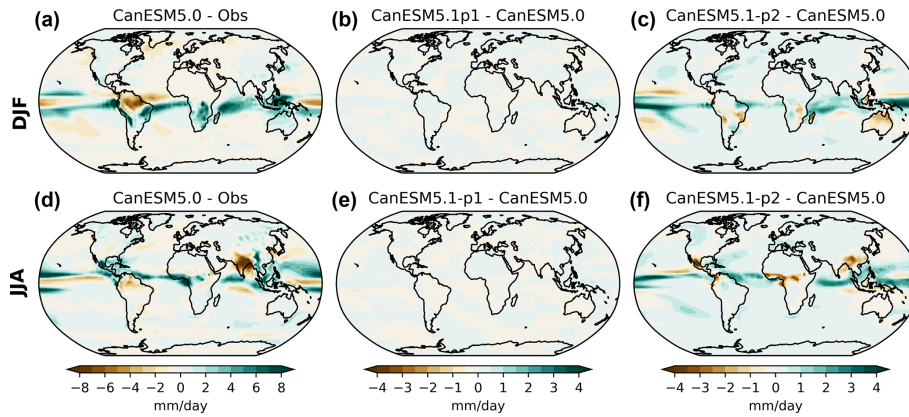 (a) CanESM5.0 - Obs
(b) CanESM5.1p1 - CanESM5.0
(c) CanESM5.1-p2 - CanESM5.0
DJF
(d) CanESM5.0 - Obs
(e) CanESM5.1-p1 - CanESM5.0
(f) CanESM5.1-p2 - CanESM5.0
JJA
−8 −6 −4 −2 0 2 4 6 8
mm/day
−4 −3 −2 −1 0 1 2 3 4
mm/day
−4 −3 −2 −1 0 1 2 3 4
mm/day